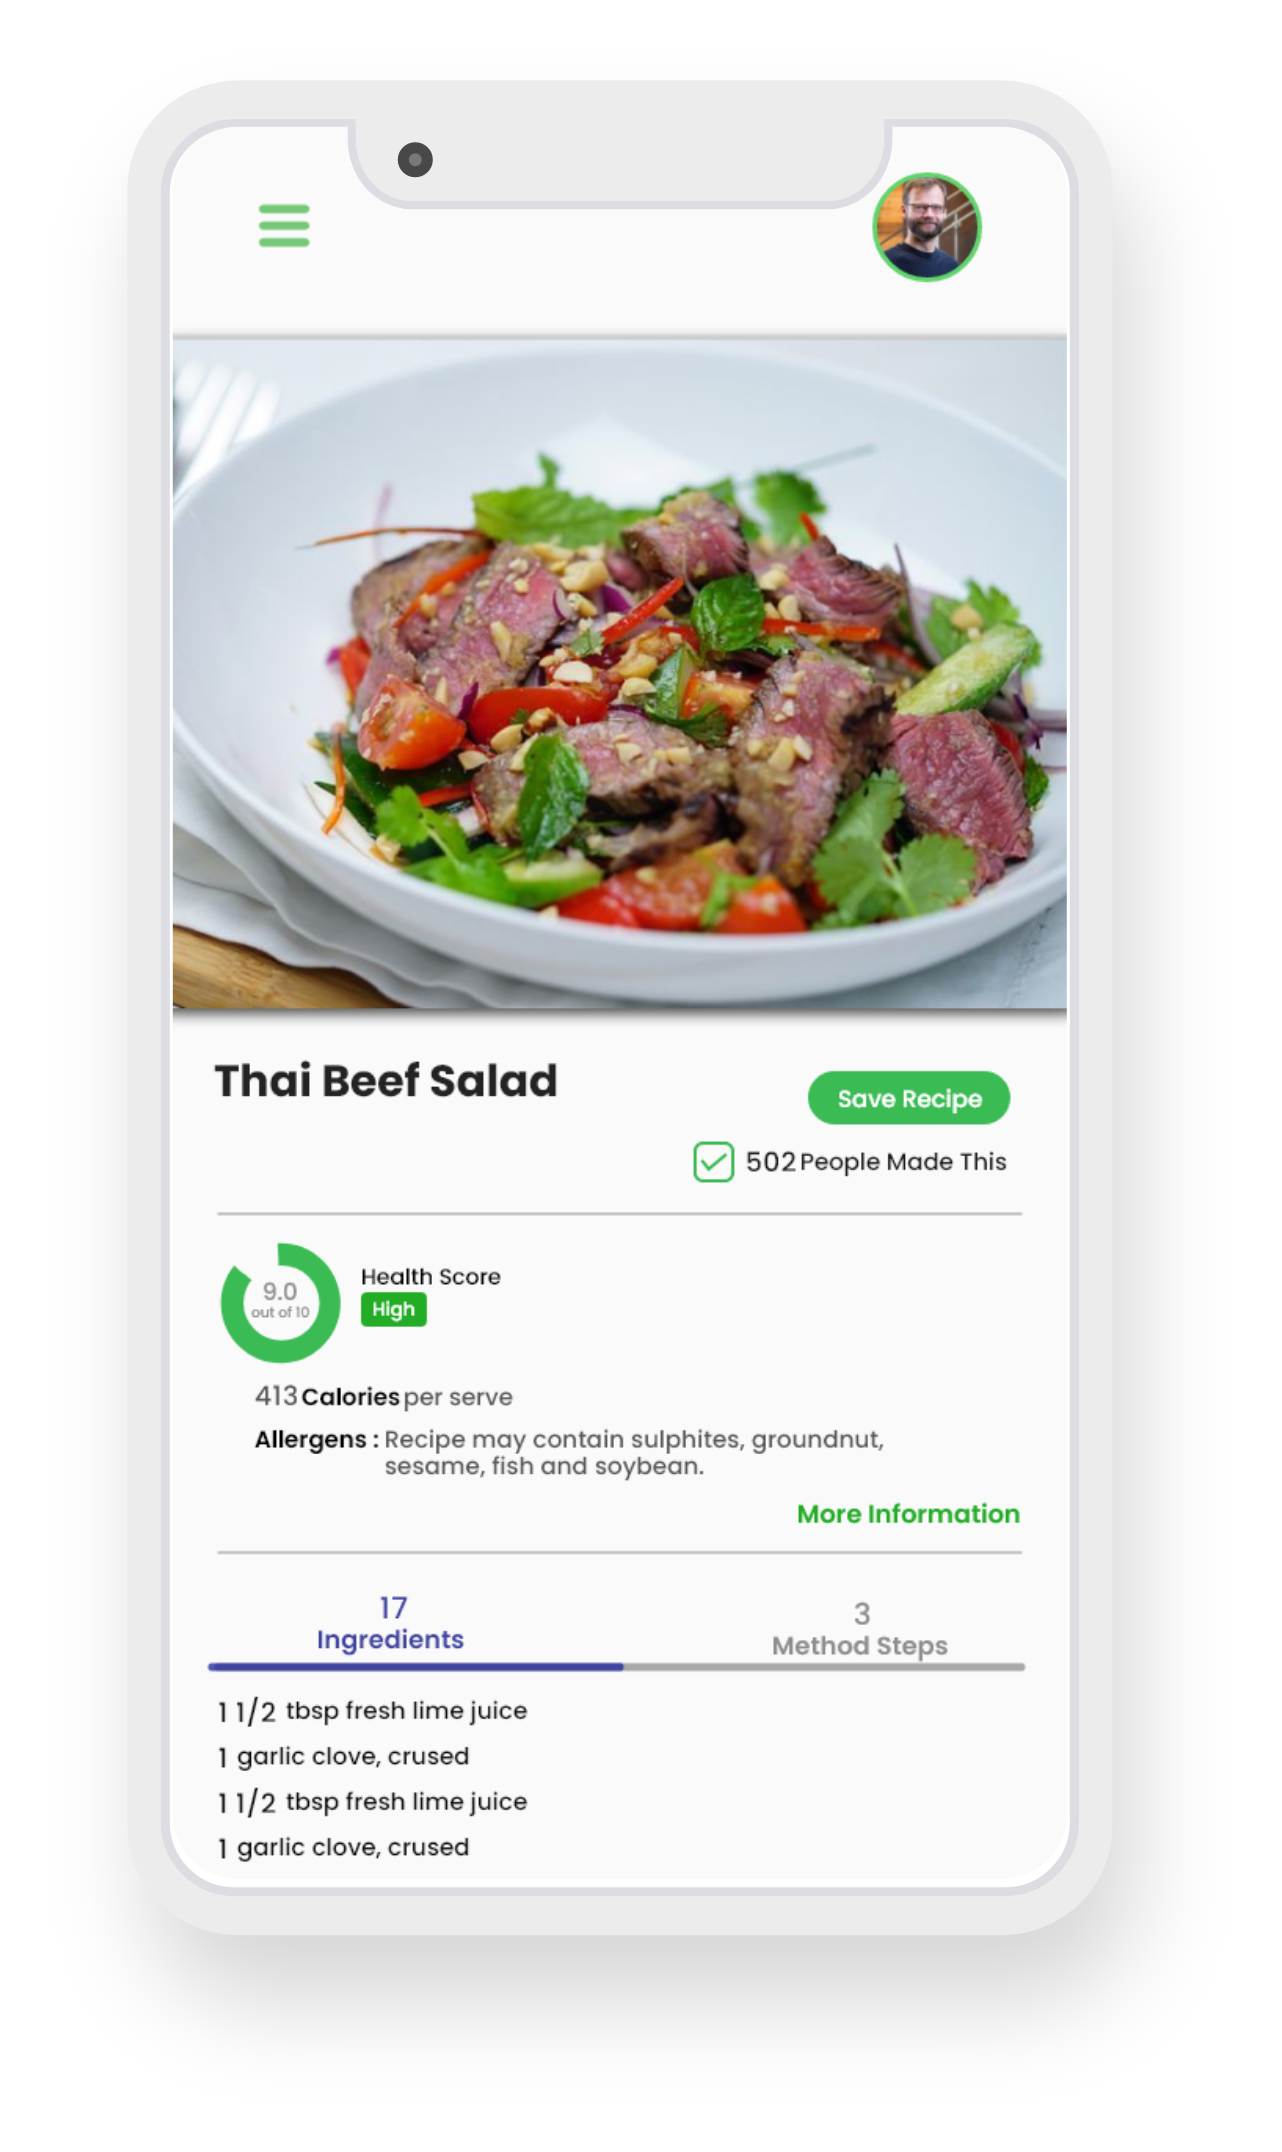 Thai Beef Salad
Save Recipe
502 People Made This
9.0
out of 10
Health Score
High
413 Calories per serve
Allergens : Recipe may contain sulphites, groundnut,
sesame, fish and soybean.
More Information
17
Ingredients
3
Method Steps
1 1/2 tbsp fresh lime juice
1 garlic clove, crused
1 1/2 tbsp fresh lime juice
1 garlic clove, crused